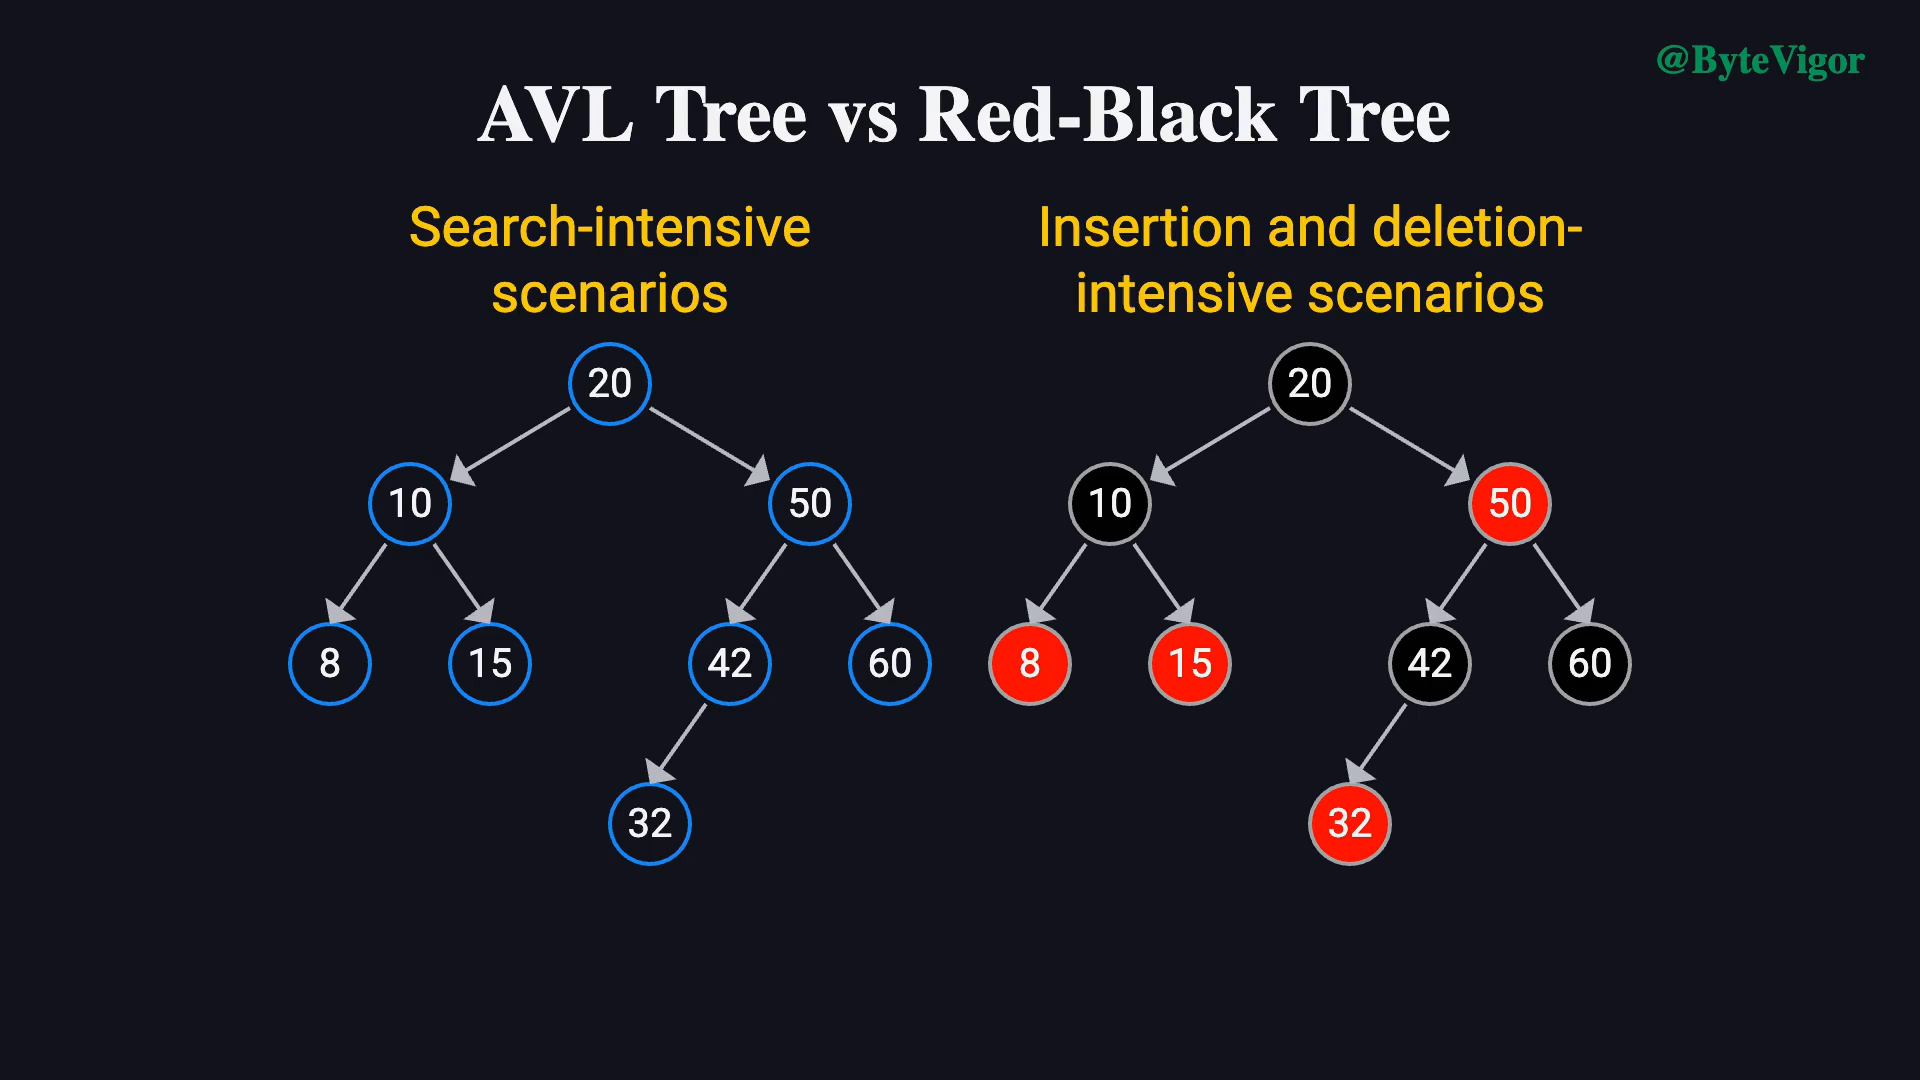 @ByteVigor
AVL Tree vs Red-Black Tree
Search-intensive
scenarios
20
10
50
8
15
42
60
32
Insertion and deletion-
intensive scenarios
20
10
50
8
15
42
60
32